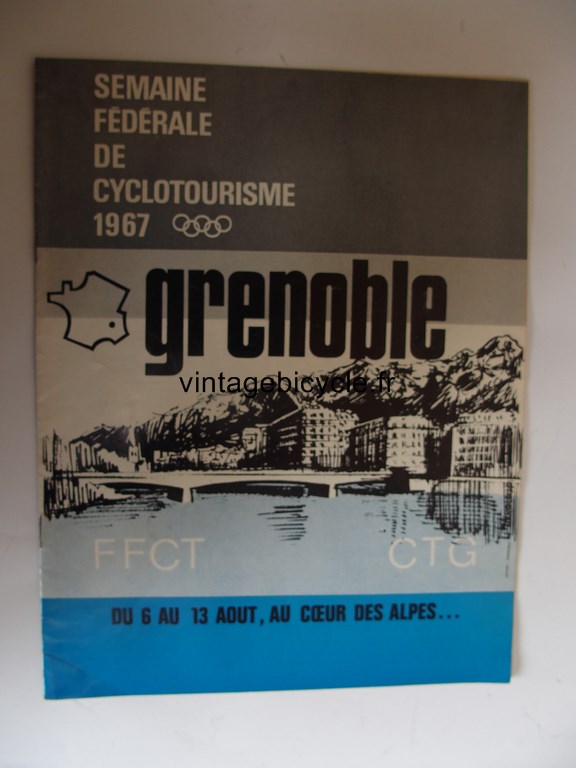 SEMAINE
FÉDÉRALE
DE
CYCLOTOURISME
1967
grenoble
vintagebicycle.fr
FFCT CTG
DU 6 AU 13 AOUT, AU CŒUR DES ALPES...